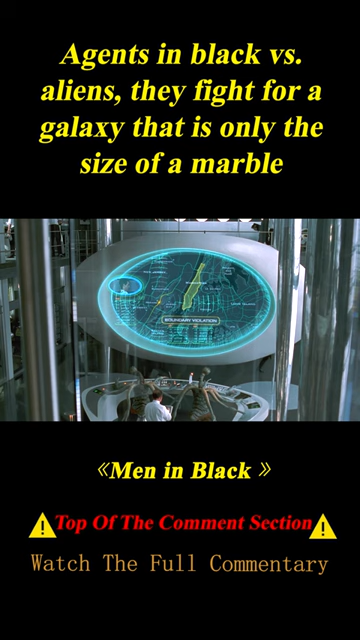 Agents in black vs.
aliens, they fight for a
galaxy that is only the
size of a marble
BOUNDARY VIOLATION
《Men in Black 》
Top Of The Comment Section
Watch The Full Commentary